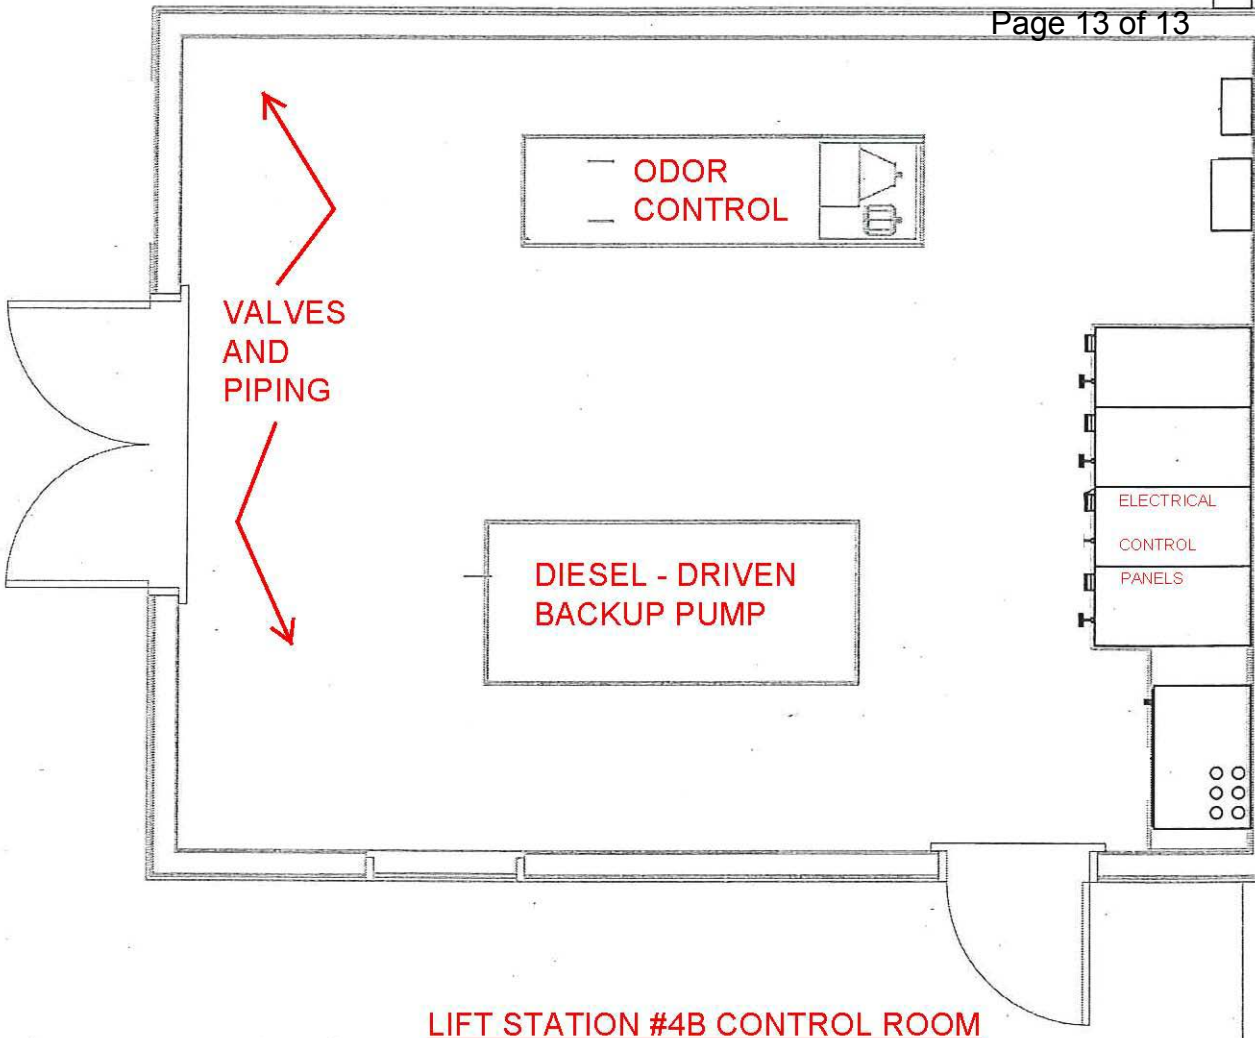 Page 13 of 13
ODOR
CONTROL
VALVES
AND
PIPING
ELECTRICAL
CONTROL
PANELS
DIESEL - DRIVEN
BACKUP PUMP
LIFT STATION #4B CONTROL ROOM